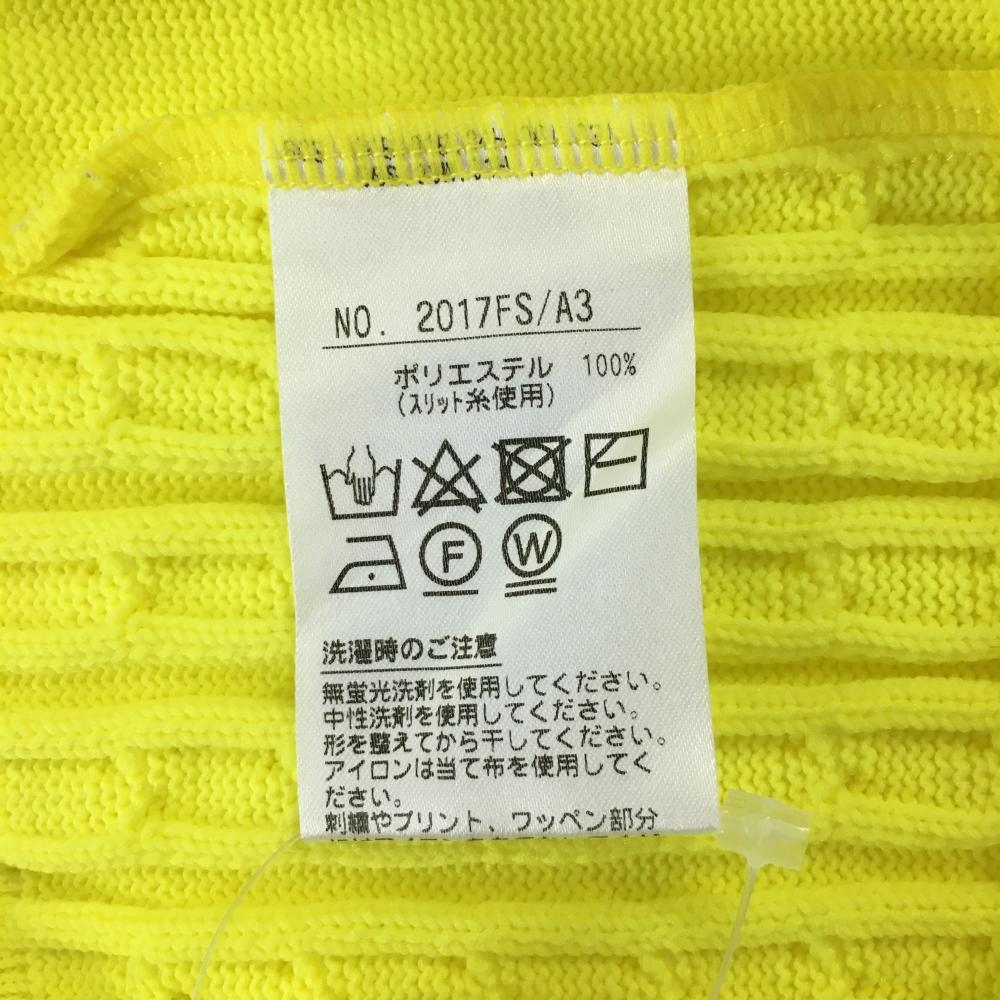 NO. 2017FS/A3
ポリエステル 100%
(スリット糸使用)
F W
洗濯時のご注意
無蛍光洗剤を使用してください。
中性洗剤を使用してください。
形を整えてから干してください。
アイロンは当て布を使用してく
ださい。
刺繍やプリント、ワッペン部分